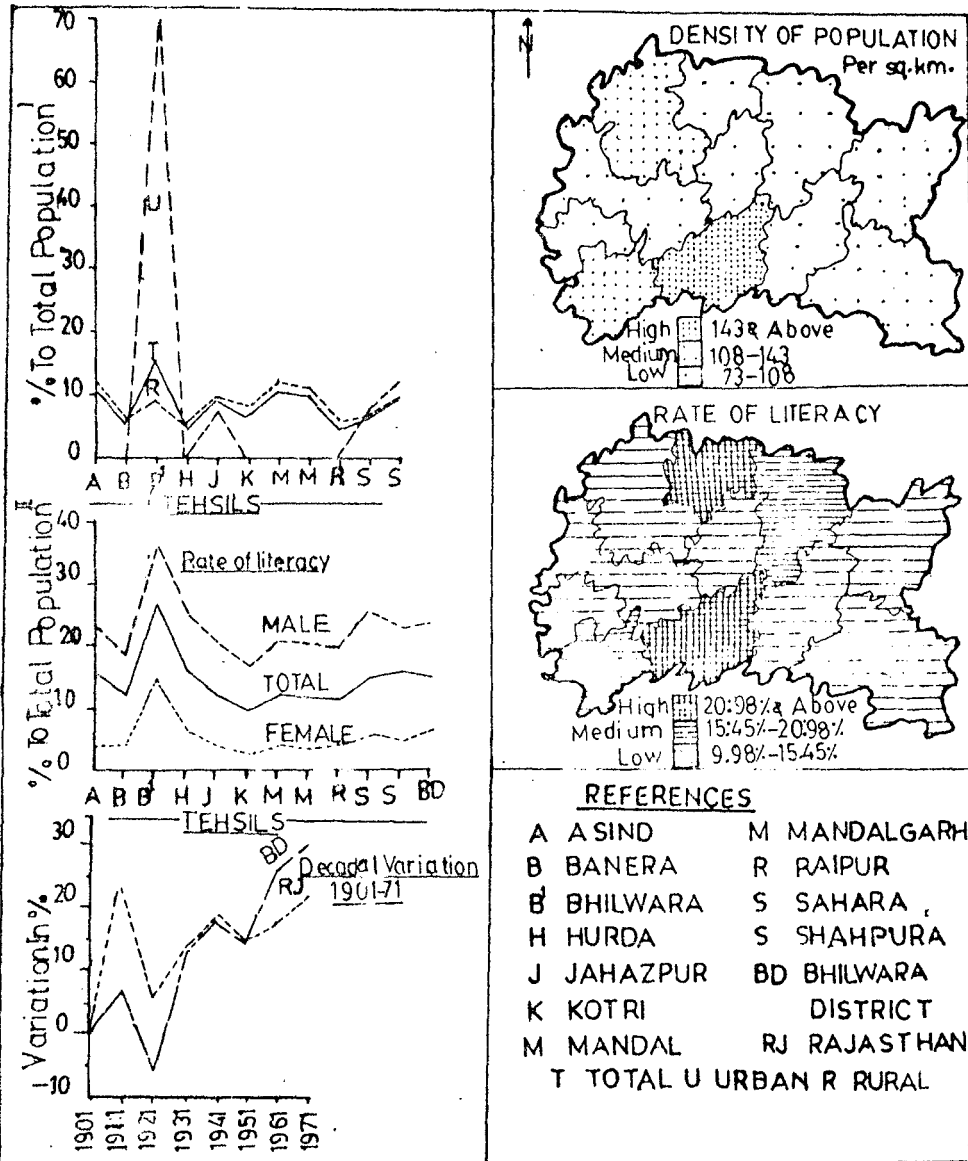 % To Total Population I
70
60
50
40
30
20
10
0
U
T
R
A B B1 H J K M M R S S
TEHSILS
% To Total Population II
40
30
20
10
0
Rate of literacy
MALE
TOTAL
FEMALE
A B B1 H J K M M R S S BD
TEHSILS
Variation In %
30
20
10
0
-10
BD
RJ
Decadal Variation
1901-71
1901 1911 1921 1931 1941 1951 1961 1971
N
DENSITY OF POPULATION
Per sq.km.
High 143 & Above
Medium 108-143
Low 73-108
RATE OF LITERACY
High 20.98% & Above
Medium 15.45%-20.98%
Low 9.98%-15.45%
REFERENCES
A ASIND M MANDALGARH
B BANERA R RAIPUR
B1 BHILWARA S SAHARA
H HURDA S SHAHPURA
J JAHAZPUR BD BHILWARA
K KOTRI DISTRICT
M MANDAL RJ RAJASTHAN
T TOTAL U URBAN R RURAL